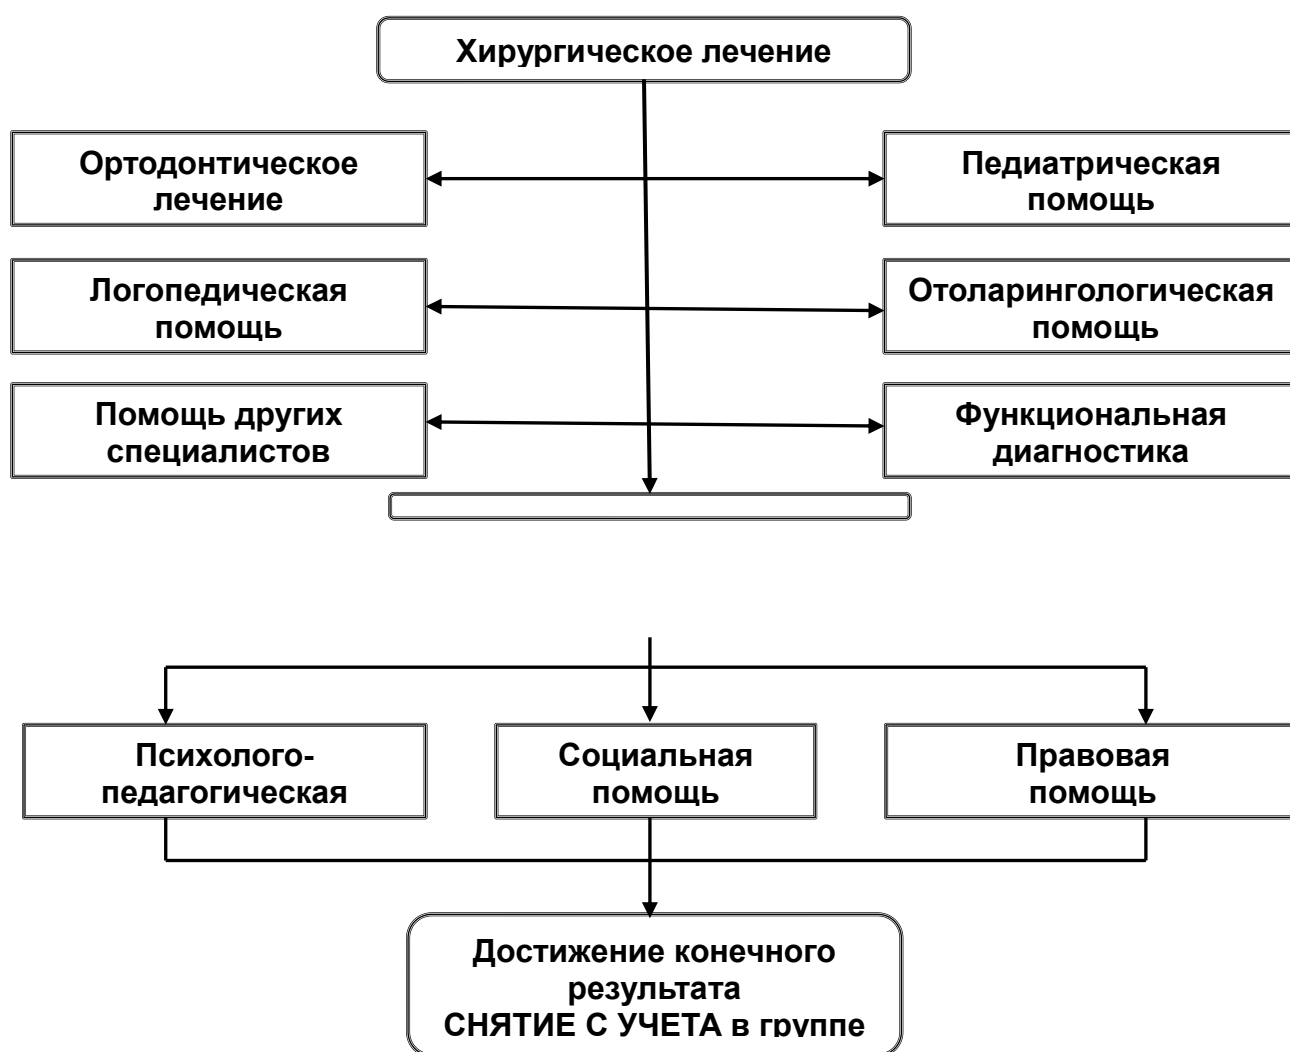 Хирургическое лечение
Ортодонтическое
лечение
Педиатрическая
помощь
Логопедическая
помощь
Отоларингологическая
помощь
Помощь других
специалистов
Функциональная
диагностика
Психолого-
педагогическая
Социальная
помощь
Правовая
помощь
Достижение конечного
результата
СНЯТИЕ С УЧЕТА в группе